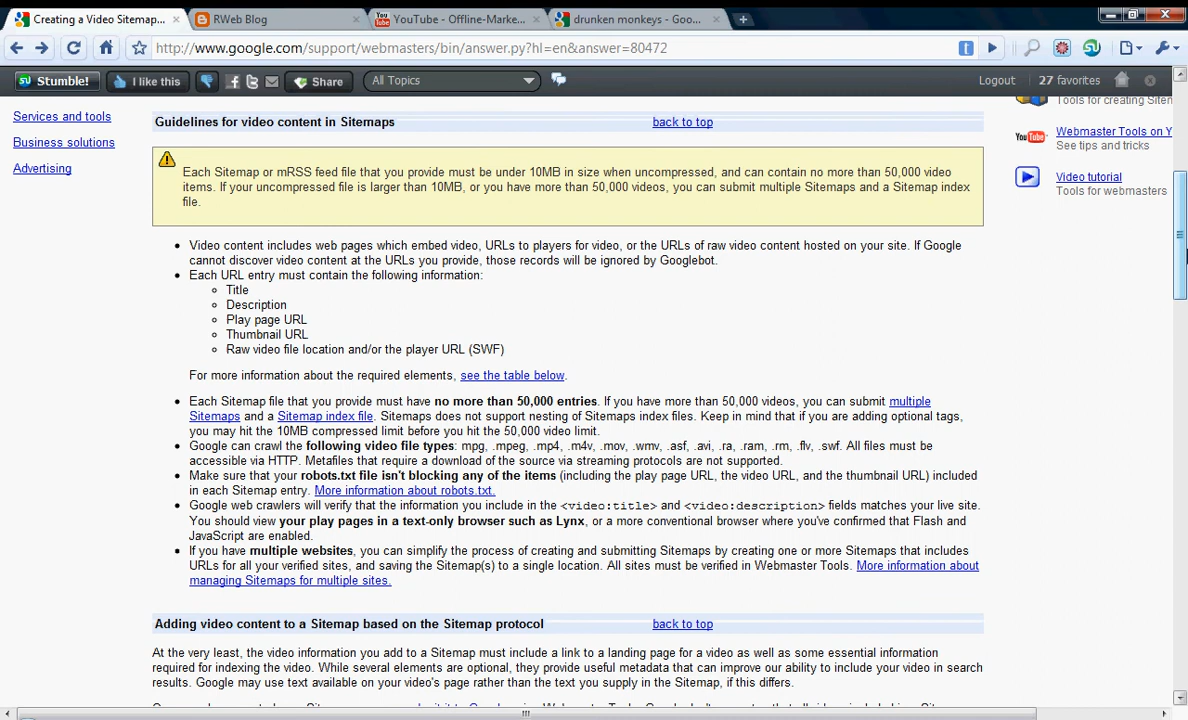 Creating a Video Sitemap...
RWeb Blog
YouTube - Offline-Marke...
drunken monkeys - Goo...
http://www.google.com/support/webmasters/bin/answer.py?hl=en&answer=80472
Stumble!
I like this
Share
All Topics
Logout
27 favorites
Services and tools
Business solutions
Advertising
Tools for creating Sitem
YouTube
Webmaster Tools on Y
See tips and tricks
Video tutorial
Tools for webmasters
Guidelines for video content in Sitemaps
back to top
Each Sitemap or mRSS feed file that you provide must be under 10MB in size when uncompressed, and can contain no more than 50,000 video
items. If your uncompressed file is larger than 10MB, or you have more than 50,000 videos, you can submit multiple Sitemaps and a Sitemap index
file.
Video content includes web pages which embed video, URLs to players for video, or the URLs of raw video content hosted on your site. If Google
cannot discover video content at the URLs you provide, those records will be ignored by Googlebot.
Each URL entry must contain the following information:
Title
Description
Play page URL
Thumbnail URL
Raw video file location and/or the player URL (SWF)
For more information about the required elements, see the table below.
Each Sitemap file that you provide must have no more than 50,000 entries. If you have more than 50,000 videos, you can submit multiple
Sitemaps and a Sitemap index file. Sitemaps does not support nesting of Sitemaps index files. Keep in mind that if you are adding optional tags,
you may hit the 10MB compressed limit before you hit the 50,000 video limit.
Google can crawl the following video file types: mpg, .mpeg, .mp4, .m4v, .mov, .wmv, .asf, .avi, .ra, .ram, .rm, .flv, .swf. All files must be
accessible via HTTP. Metafiles that require a download of the source via streaming protocols are not supported.
Make sure that your robots.txt file isn't blocking any of the items (including the play page URL, the video URL, and the thumbnail URL) included
in each Sitemap entry. More information about robots.txt.
Google web crawlers will verify that the information you include in the <video:title> and <video:description> fields matches your live site.
You should view your play pages in a text-only browser such as Lynx, or a more conventional browser where you've confirmed that Flash and
JavaScript are enabled.
If you have multiple websites, you can simplify the process of creating and submitting Sitemaps by creating one or more Sitemaps that includes
URLs for all your verified sites, and saving the Sitemap(s) to a single location. All sites must be verified in Webmaster Tools. More information about
managing Sitemaps for multiple sites.
Adding video content to a Sitemap based on the Sitemap protocol
back to top
At the very least, the video information you add to a Sitemap must include a link to a landing page for a video as well as some essential information
required for indexing the video. While several elements are optional, they provide useful metadata that can improve our ability to include your video in search
results. Google may use text available on your video's page rather than the text you supply in the Sitemap, if this differs.